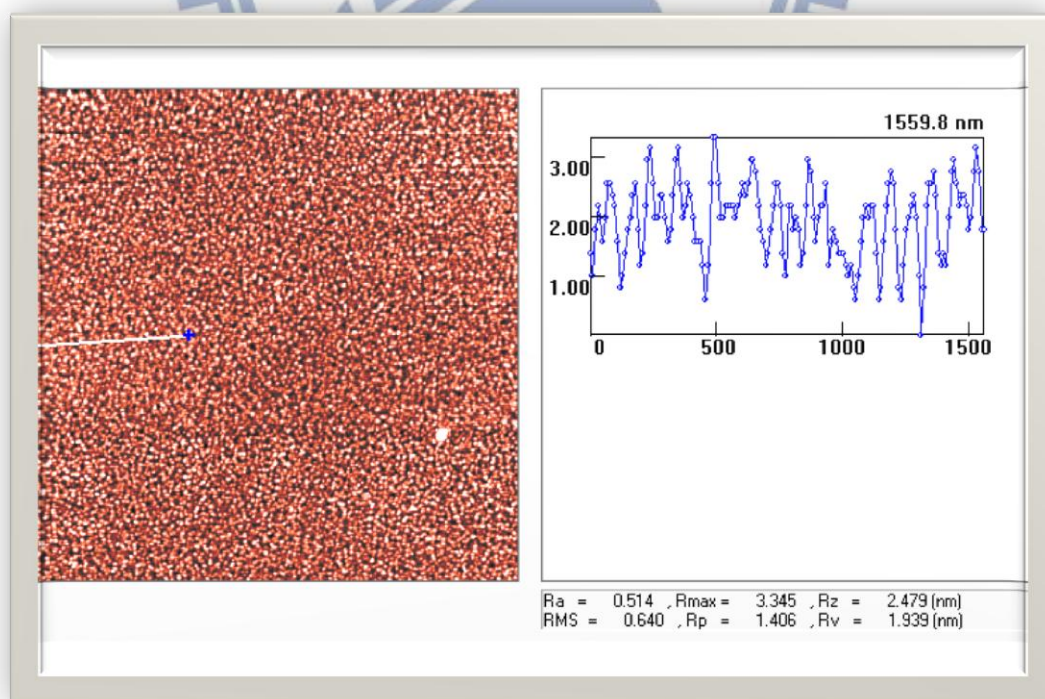 1559.8 nm
3.00
2.00
1.00
0 500 1000 1500
Ra = 0.514 , Rmax = 3.345 , Rz = 2.479 (nm)
RMS = 0.640 , Rp = 1.406 , Rv = 1.939 (nm)